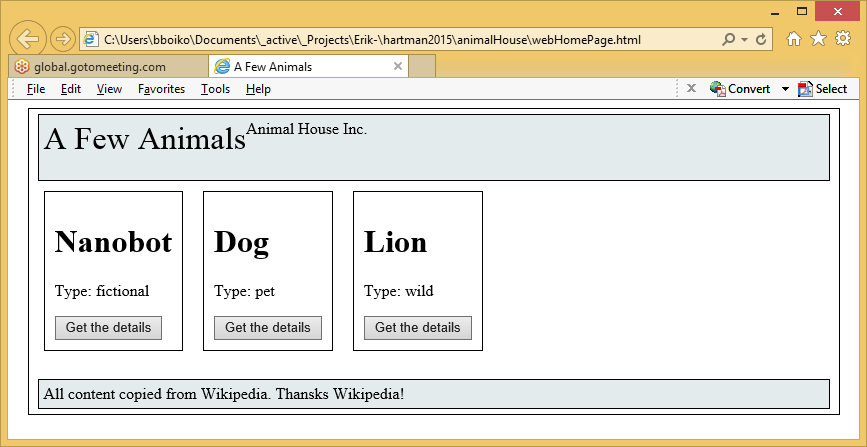 C:\Users\bboiko\Documents\_active\_Projects\Erik-\hartman2015\animalHouse\webHomePage.html
global.gotomeeting.com
A Few Animals
File Edit View Favorites Tools Help
Convert
Select
A Few Animals Animal House Inc.
Nanobot Dog Lion
Type: fictional Type: pet Type: wild
Get the details Get the details Get the details
All content copied from Wikipedia. Thansks Wikipedia!